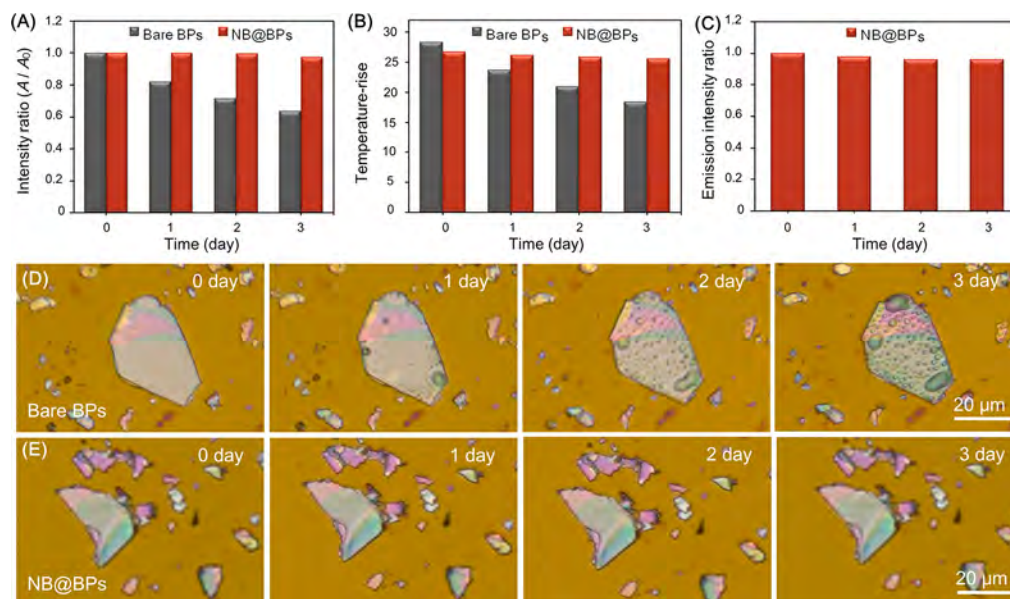 (A)
Bare BPs NB@BPs
Intensity ratio (A / A₀)
1.2
1.0
0.8
0.6
0.4
0.2
0
0 1 2 3
Time (day)
(B)
Bare BPs NB@BPs
Temperature-rise
30
25
20
15
10
5
0
0 1 2 3
Time (day)
(C)
NB@BPs
Emission intensity ratio
1.2
1.0
0.8
0.6
0.4
0.2
0
0 1 2 3
Time (day)
(D) 0 day 1 day 2 day 3 day
Bare BPs 20 µm
(E) 0 day 1 day 2 day 3 day
NB@BPs 20 µm